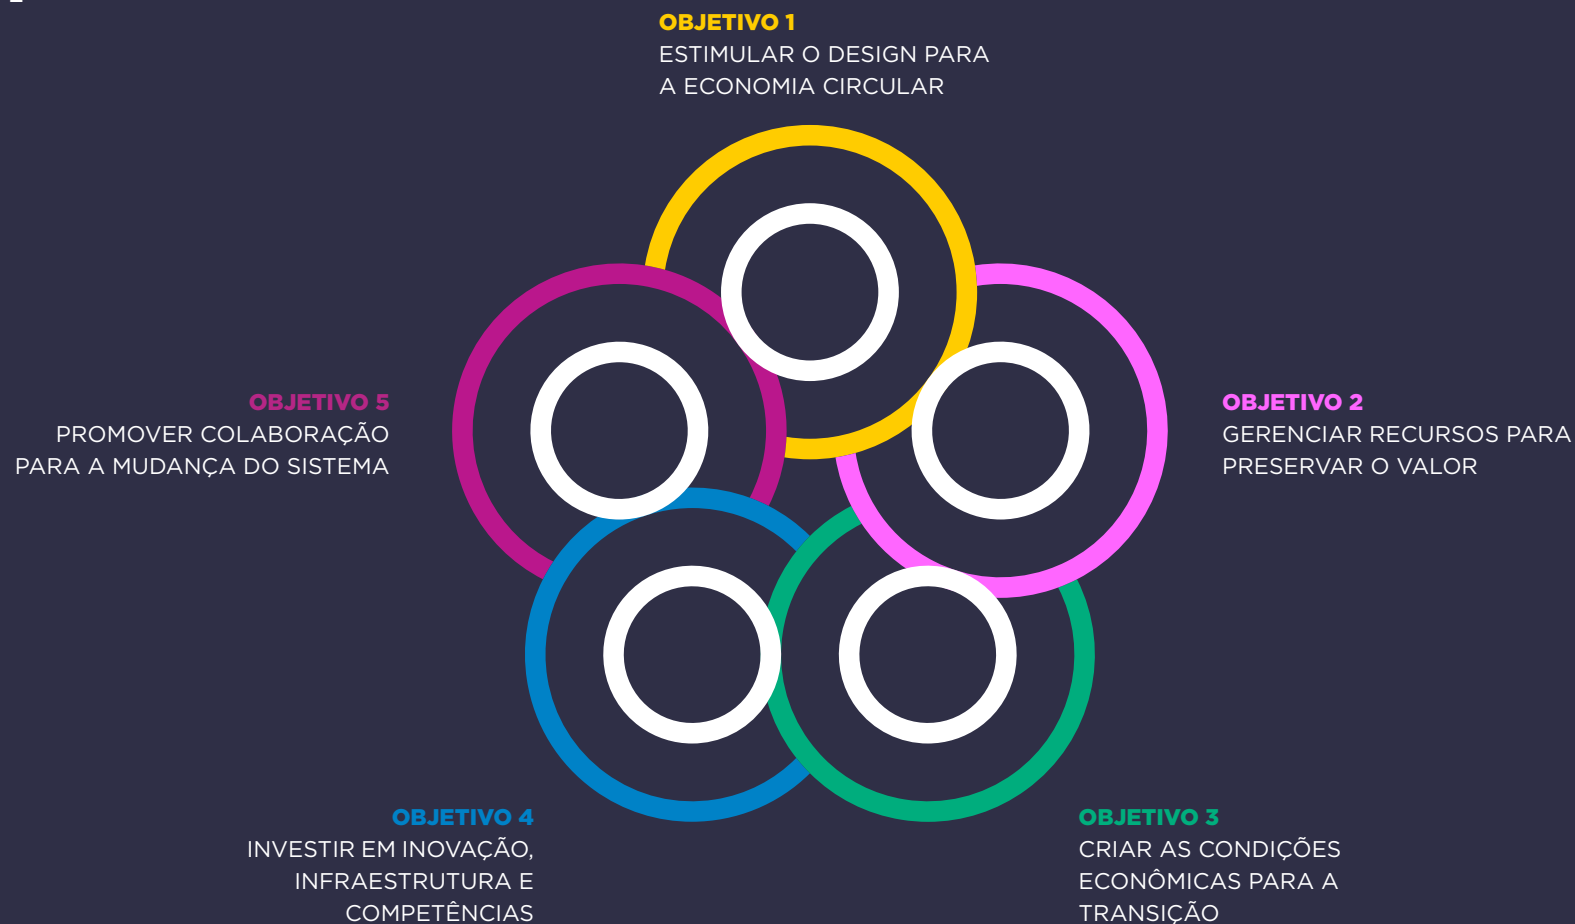 OBJETIVO 1
ESTIMULAR O DESIGN PARA
A ECONOMIA CIRCULAR
OBJETIVO 2
GERENCIAR RECURSOS PARA
PRESERVAR O VALOR
OBJETIVO 3
CRIAR AS CONDIÇÕES
ECONÔMICAS PARA A
TRANSIÇÃO
OBJETIVO 4
INVESTIR EM INOVAÇÃO,
INFRAESTRUTURA E
COMPETÊNCIAS
OBJETIVO 5
PROMOVER COLABORAÇÃO
PARA A MUDANÇA DO SISTEMA